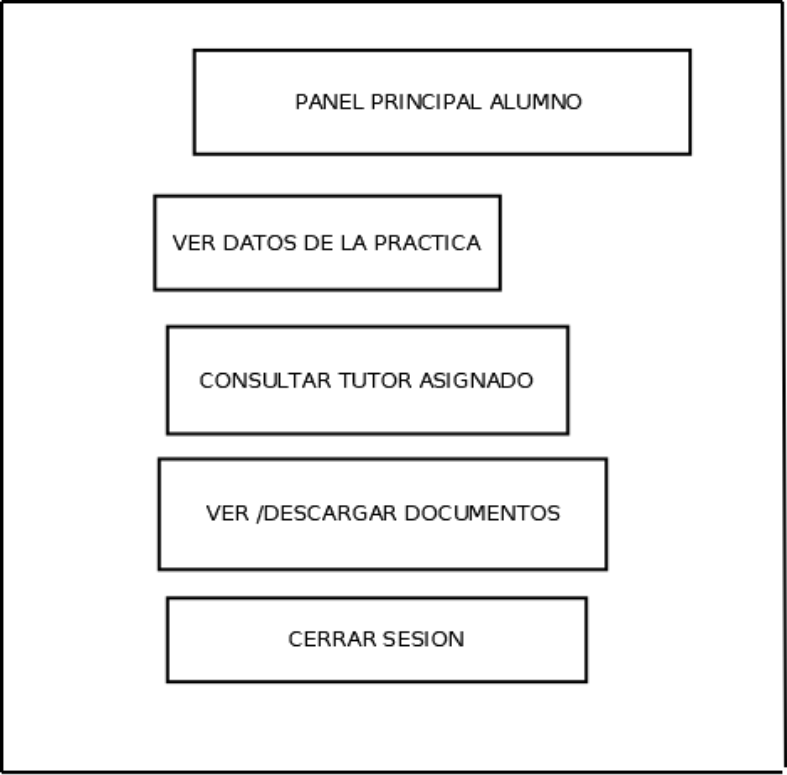 PANEL PRINCIPAL ALUMNO
VER DATOS DE LA PRACTICA
CONSULTAR TUTOR ASIGNADO
VER /DESCARGAR DOCUMENTOS
CERRAR SESION